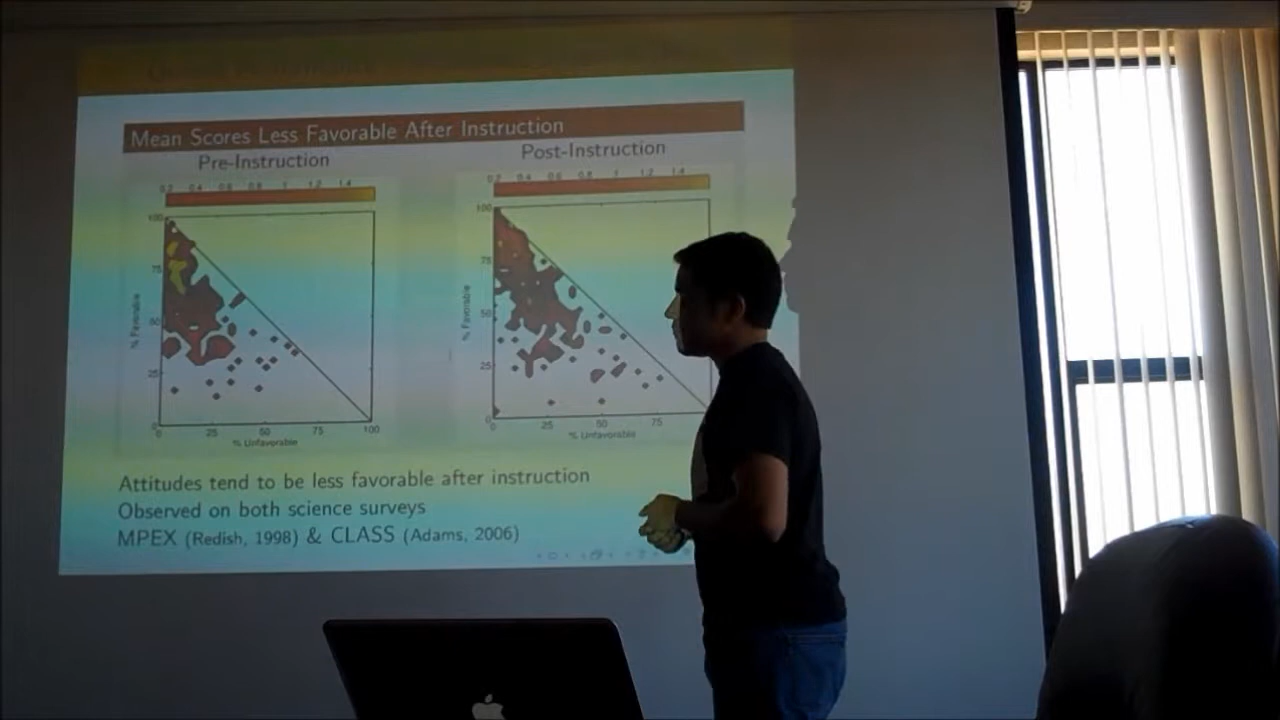 Mean Scores Less Favorable After Instruction
Pre-Instruction
Post-Instruction
0.2 0.4 0.6 0.8 1 1.2 1.4
0.2 0.4 0.6 0.8 1 1.2 1.4
100
75
50
25
0
% Favorable
0 25 50 75 100
% Unfavorable
100
75
50
25
0
% Favorable
0 25 50 75
% Unfavorable
Attitudes tend to be less favorable after instruction
Observed on both science surveys
MPEX (Redish, 1998) & CLASS (Adams, 2006)